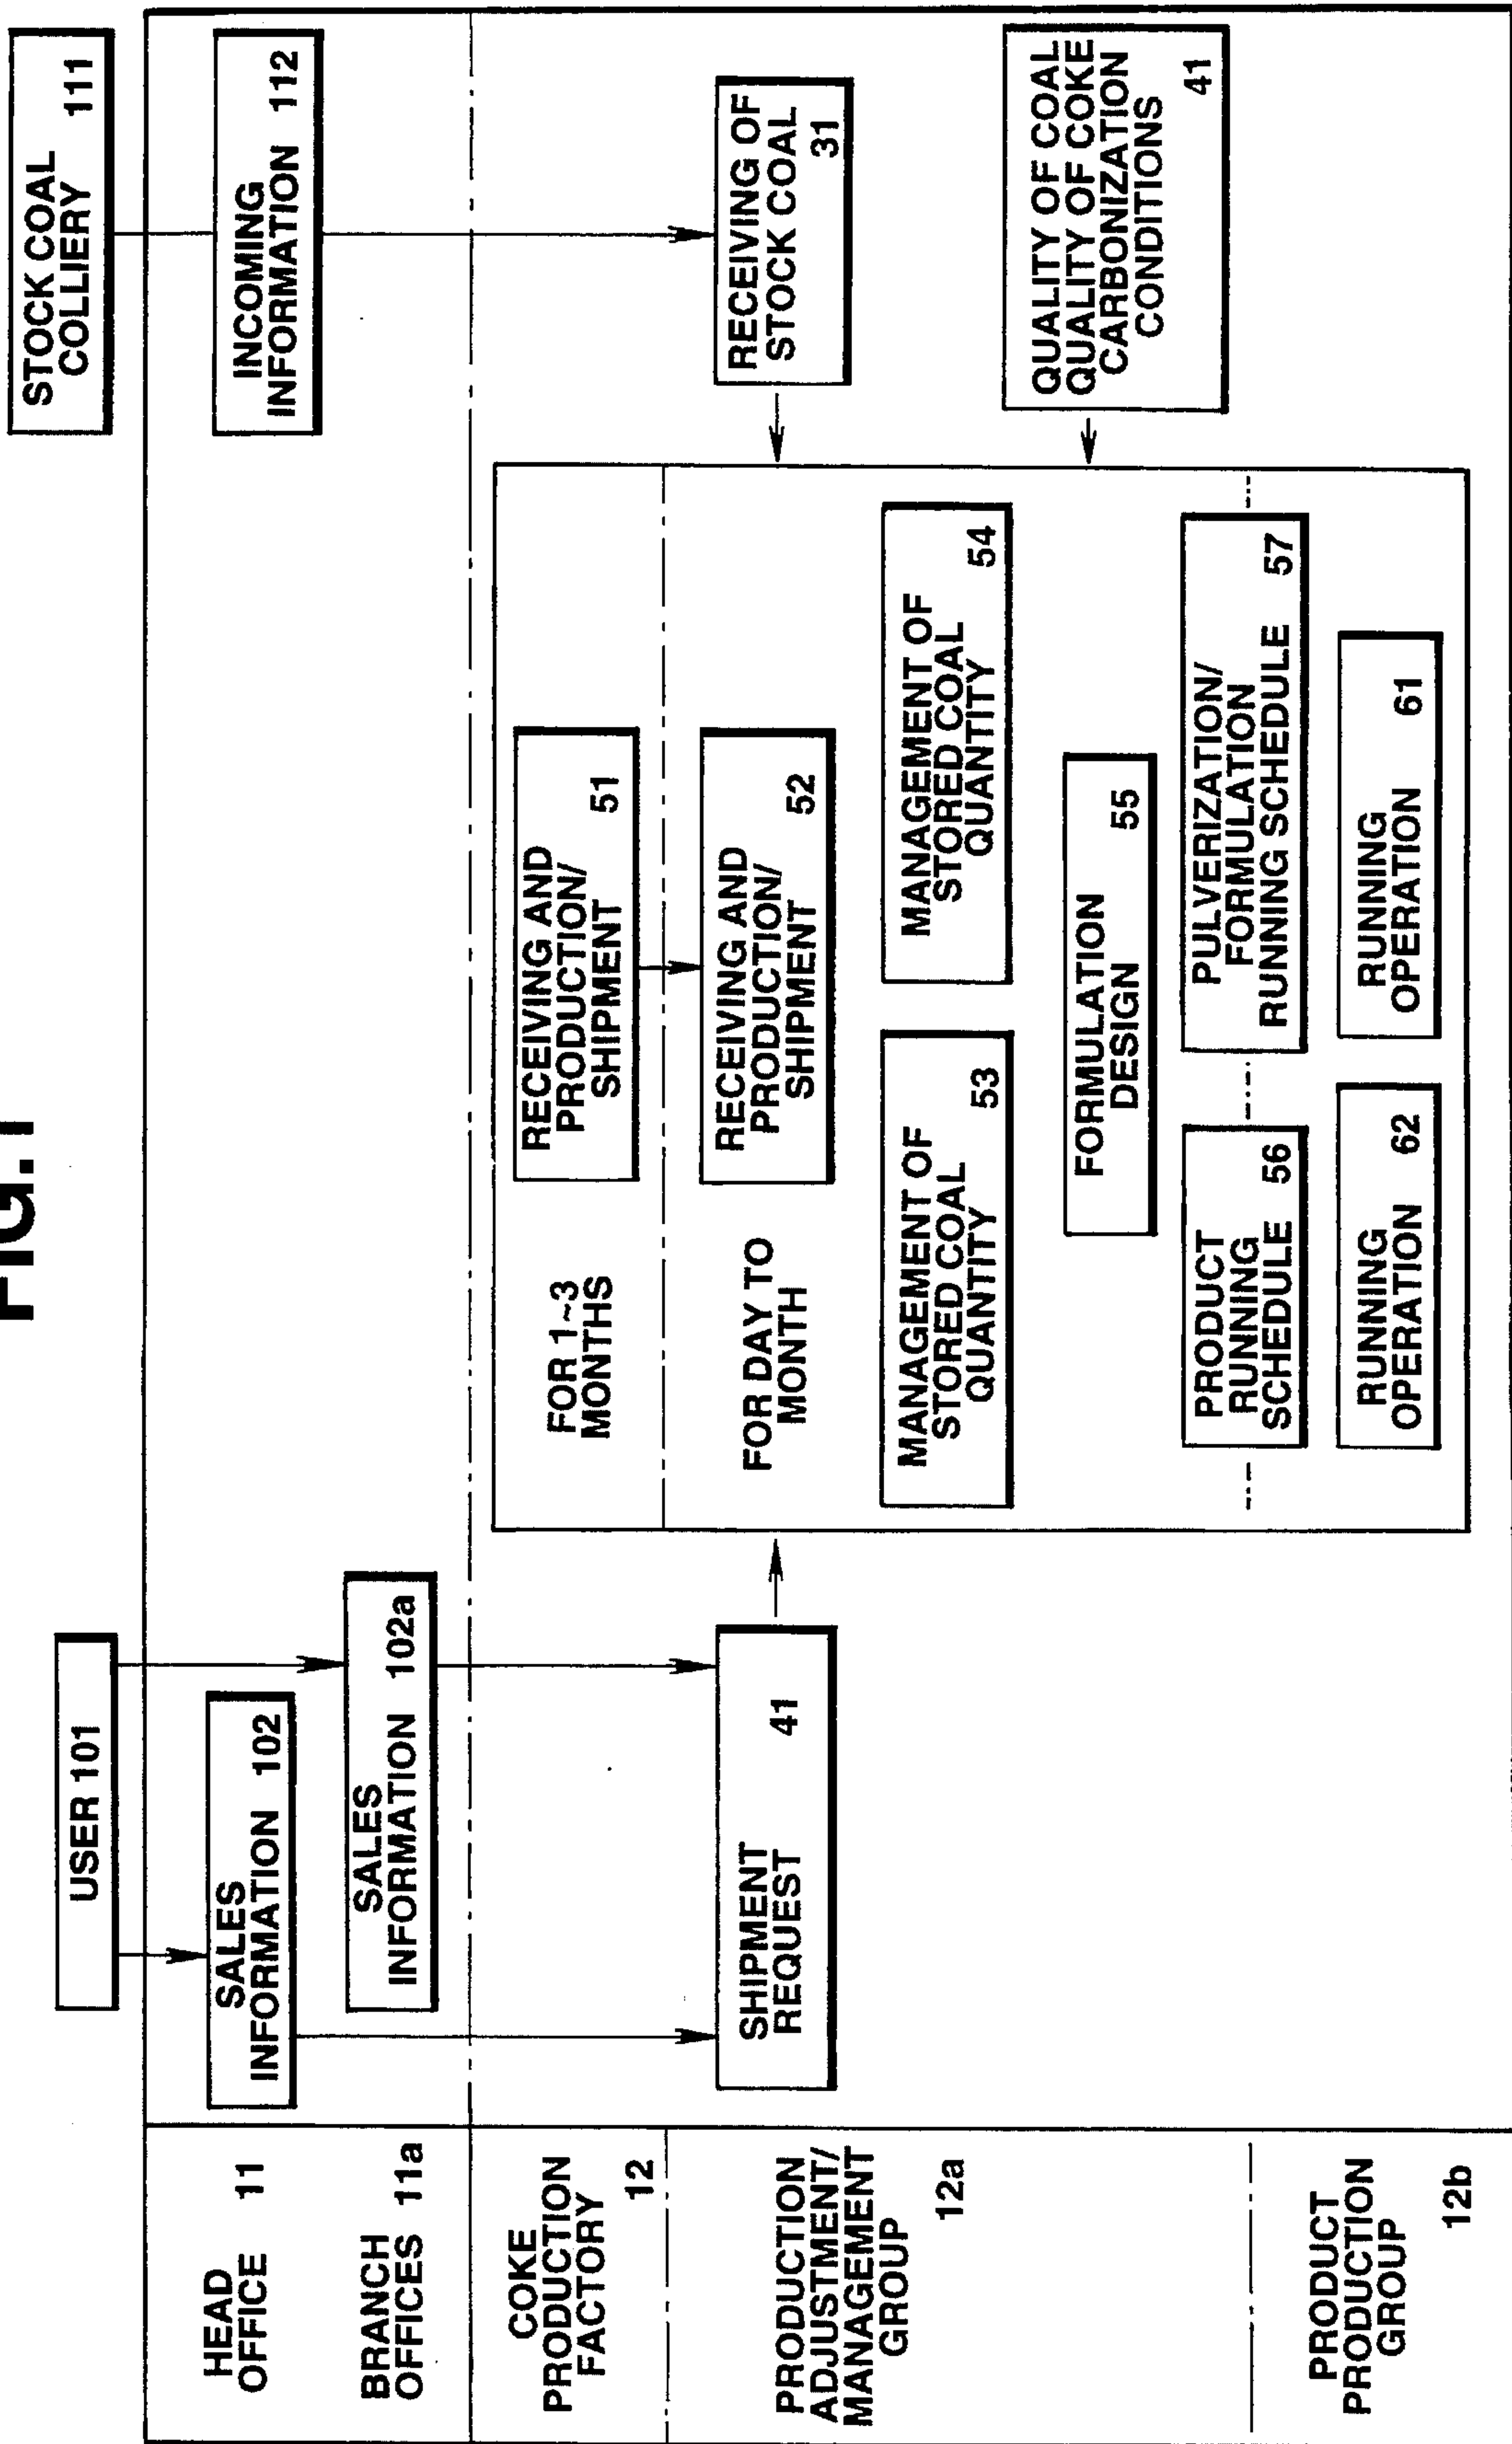 FIG.1
STOCK COAL
COLLIERY 111
USER 101
HEAD
OFFICE 11
SALES
INFORMATION 102
INCOMING
INFORMATION 112
BRANCH
OFFICES 11a
SALES
INFORMATION 102a
COKE
PRODUCTION
FACTORY
12
FOR 1~3
MONTHS
RECEIVING AND
PRODUCTION/
SHIPMENT 51
PRODUCTION
ADJUSTMENT/
MANAGEMENT
GROUP
12a
SHIPMENT
REQUEST 41
FOR DAY TO
MONTH
RECEIVING AND
PRODUCTION/
SHIPMENT 52
RECEIVING OF
STOCK COAL
31
MANAGEMENT OF
STORED COAL
QUANTITY 53
MANAGEMENT OF
STORED COAL
QUANTITY 54
QUALITY OF COAL
QUALITY OF COKE
CARBONIZATION
CONDITIONS
41
FORMULATION
DESIGN 55
PRODUCT
RUNNING
SCHEDULE 56
PULVERIZATION/
FORMULATION
RUNNING SCHEDULE 57
PRODUCT
PRODUCTION
GROUP
12b
RUNNING
OPERATION 62
RUNNING
OPERATION 61